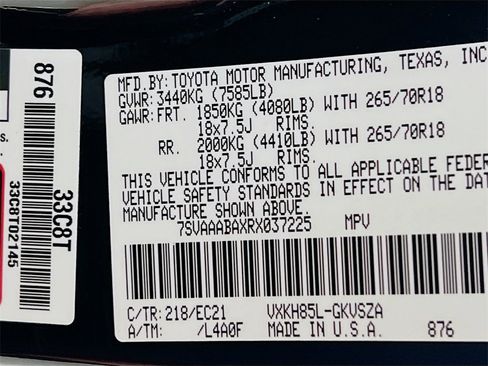 876
33C8T
33C8T02145
s.
MFD.BY:TOYOTA MOTOR MANUFACTURING, TEXAS, INC
GVWR: 3440KG (7585LB)
GAWR:FRT. 1850KG (4080LB) WITH 265/70R18
18x7.5J RIMS.
RR. 2000KG (4410LB) WITH 265/70R18
18x7.5J RIMS.
THIS VEHICLE CONFORMS TO ALL APPLICABLE FEDER
VEHICLE SAFETY STANDARDS IN EFFECT ON THE DAT
MANUFACTURE SHOWN ABOVE.
7SVAAABAXRX037225 MPV
C/TR:218/EC21 VXKH85L-GKVSZA
A/TM: /L4A0F MADE IN U.S.A. 876